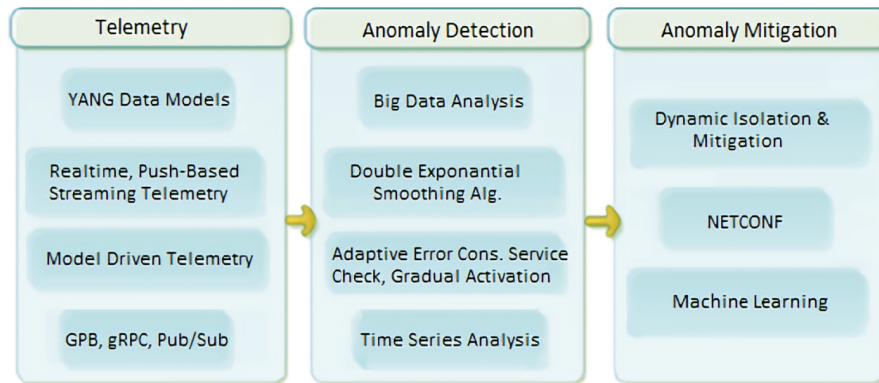 Telemetry
YANG Data Models
Realtime, Push-Based
Streaming Telemetry
Model Driven Telemetry
GPB, gRPC, Pub/Sub
Anomaly Detection
Big Data Analysis
Double Exponantial
Smoothing Alg.
Adaptive Error Cons. Service
Check, Gradual Activation
Time Series Analysis
Anomaly Mitigation
Dynamic Isolation &
Mitigation
NETCONF
Machine Learning